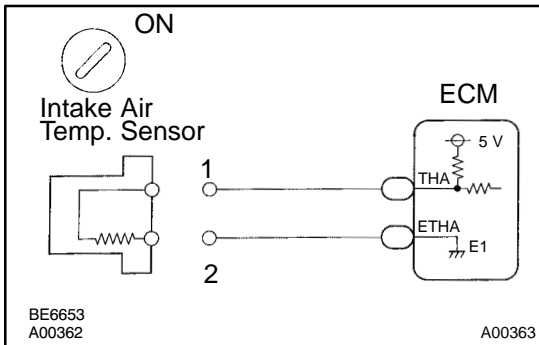 ON
Intake Air
Temp. Sensor
ECM
1
5 V
THA
ETHA
E1
2
BE6653
A00362
A00363